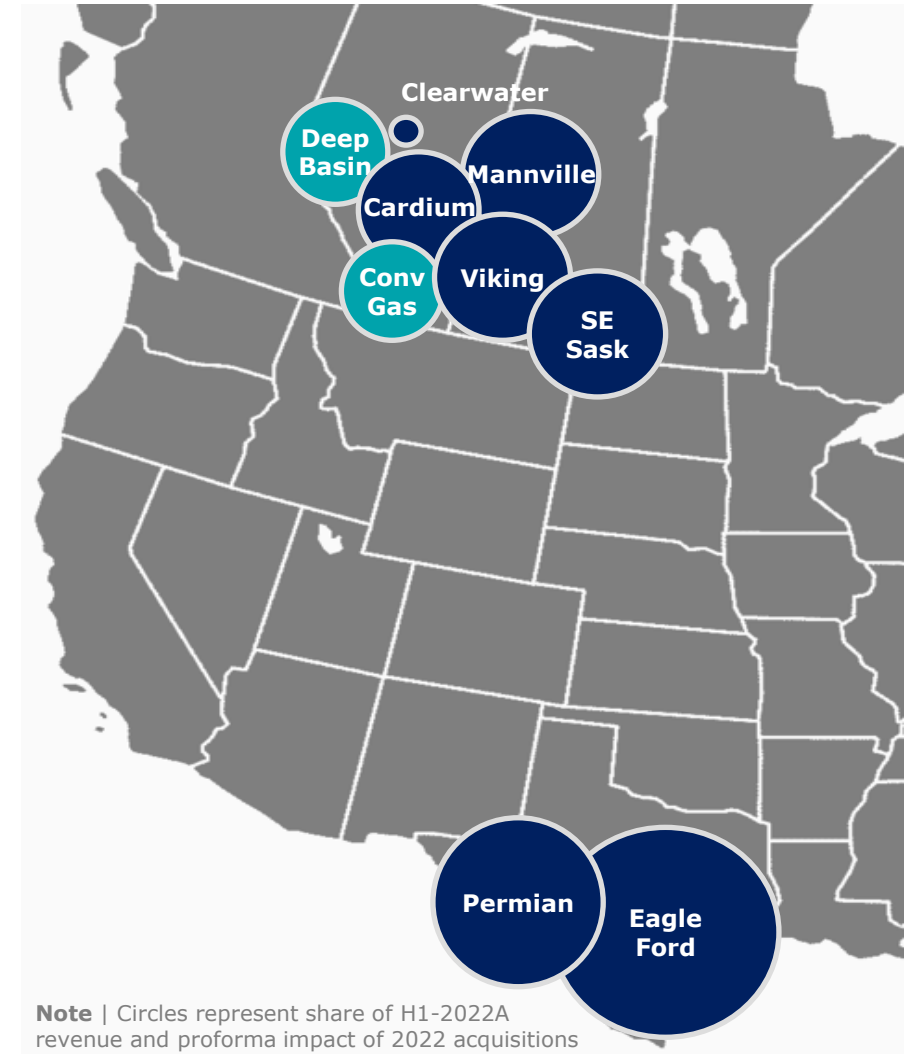 Clearwater
Deep
Basin
Mannville
Cardium
Conv
Gas
Viking
SE
Sask
Permian
Eagle
Ford
Note | Circles represent share of H1-2022A
revenue and proforma impact of 2022 acquisitions